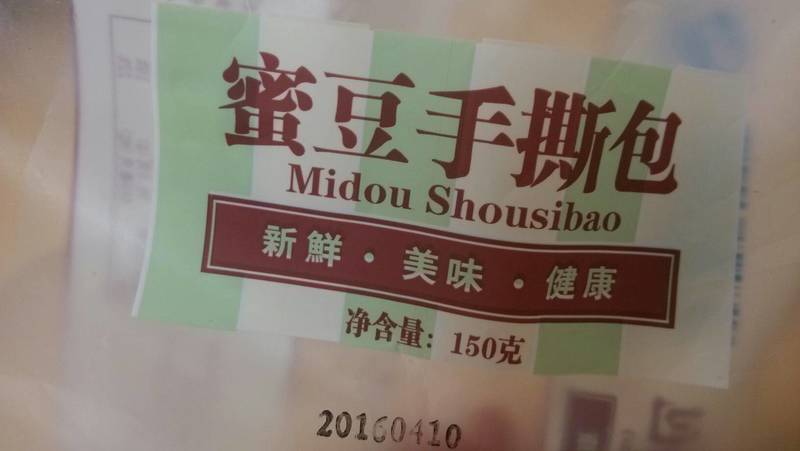 蜜豆手撕包
Midou Shousibao
新鮮·美味·健康
净含量：150克
20160410